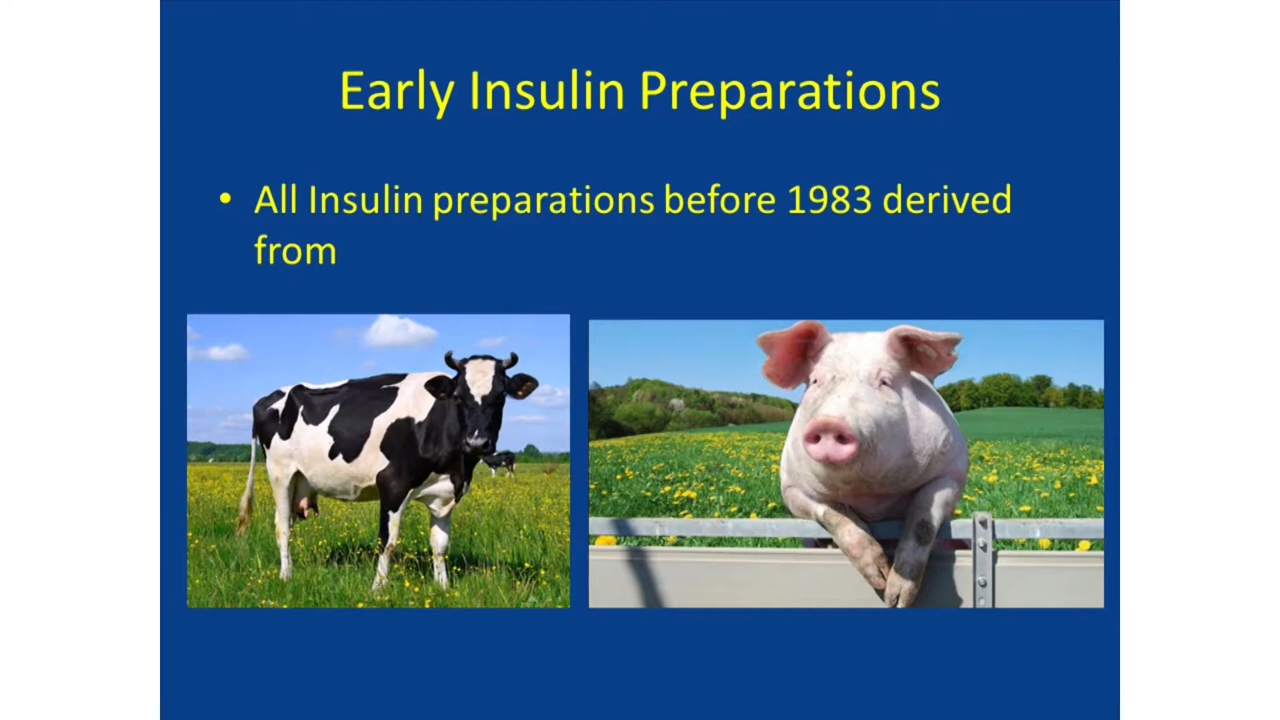 Early Insulin Preparations
• All Insulin preparations before 1983 derived
from